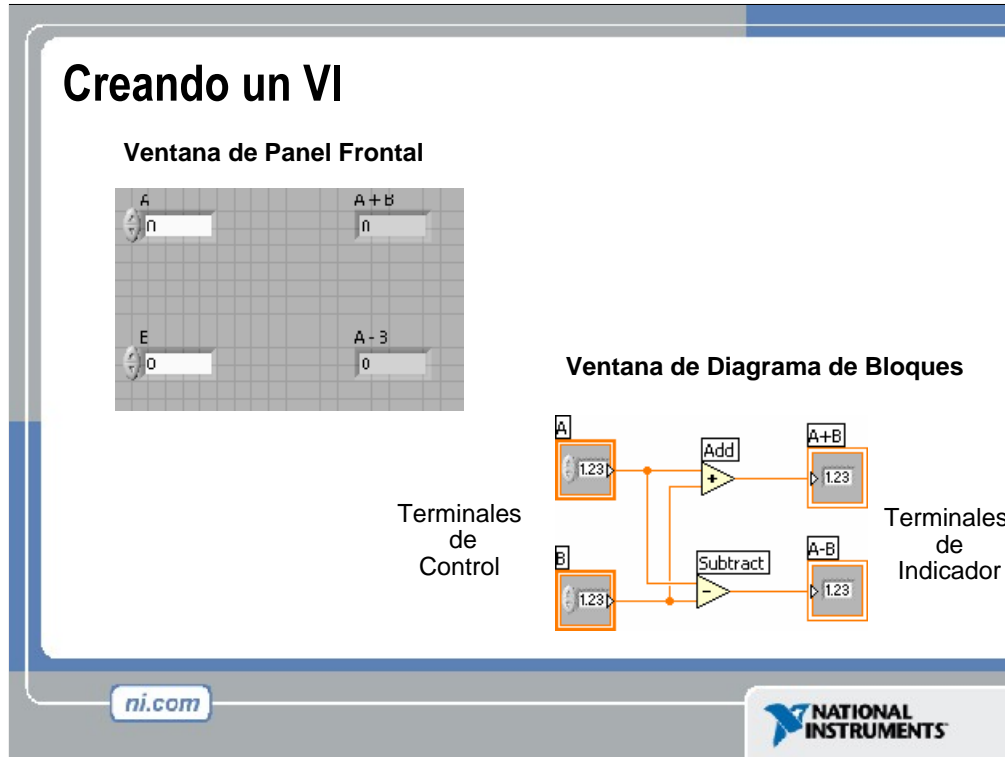 Creando un VI
Ventana de Panel Frontal
A
A+B
0
0
B
A-B
0
0
Ventana de Diagrama de Bloques
A
1.23
Add
+
A+B
1.23
Terminales
de
Control
Terminales
de
Indicador
B
1.23
Subtract
-
A-B
1.23
ni.com
NATIONAL
INSTRUMENTS